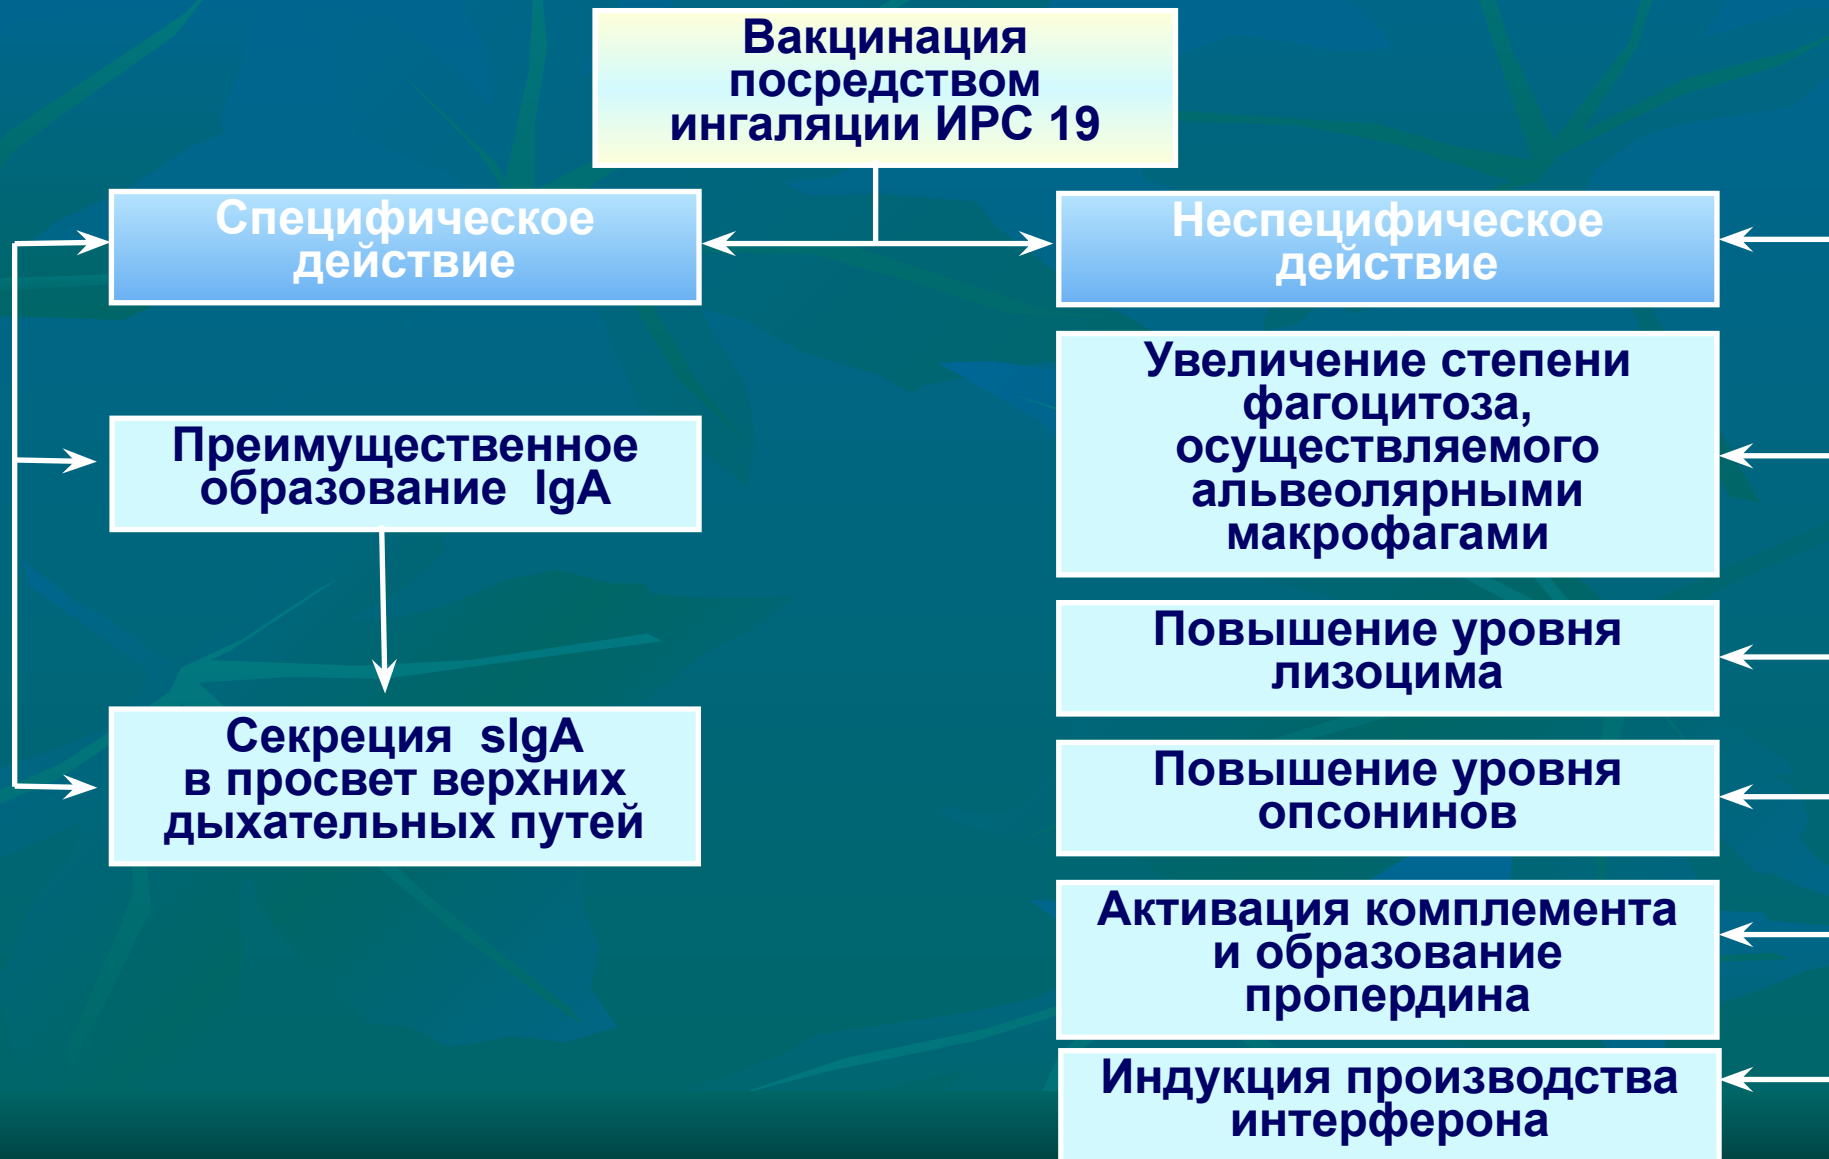 Вакцинация
посредством
ингаляции ИРС 19
Специфическое
действие
Неспецифическое
действие
Преимущественное
образование IgA
Секреция sIgA
в просвет верхних
дыхательных путей
Увеличение степени
фагоцитоза,
осуществляемого
альвеолярными
макрофагами
Повышение уровня
лизоцима
Повышение уровня
опсонинов
Активация комплемента
и образование
пропердина
Индукция производства
интерферона